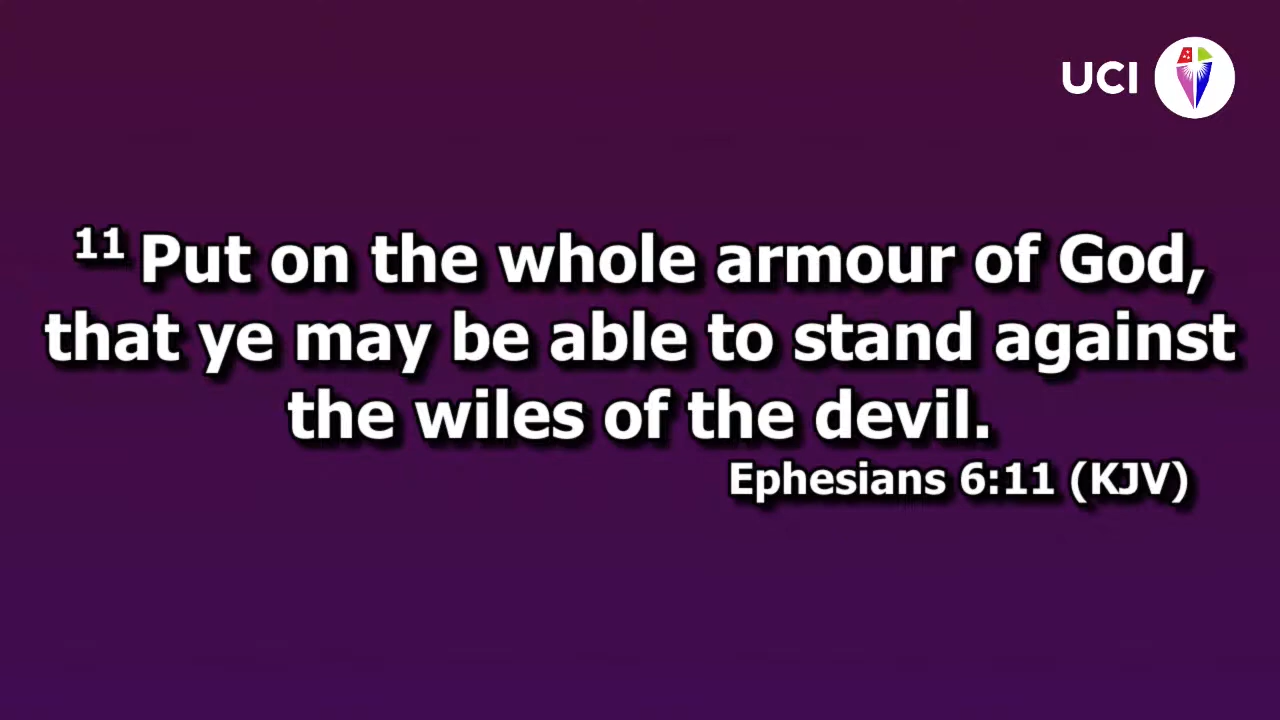 UCI
11 Put on the whole armour of God,
that ye may be able to stand against
the wiles of the devil.
Ephesians 6:11 (KJV)